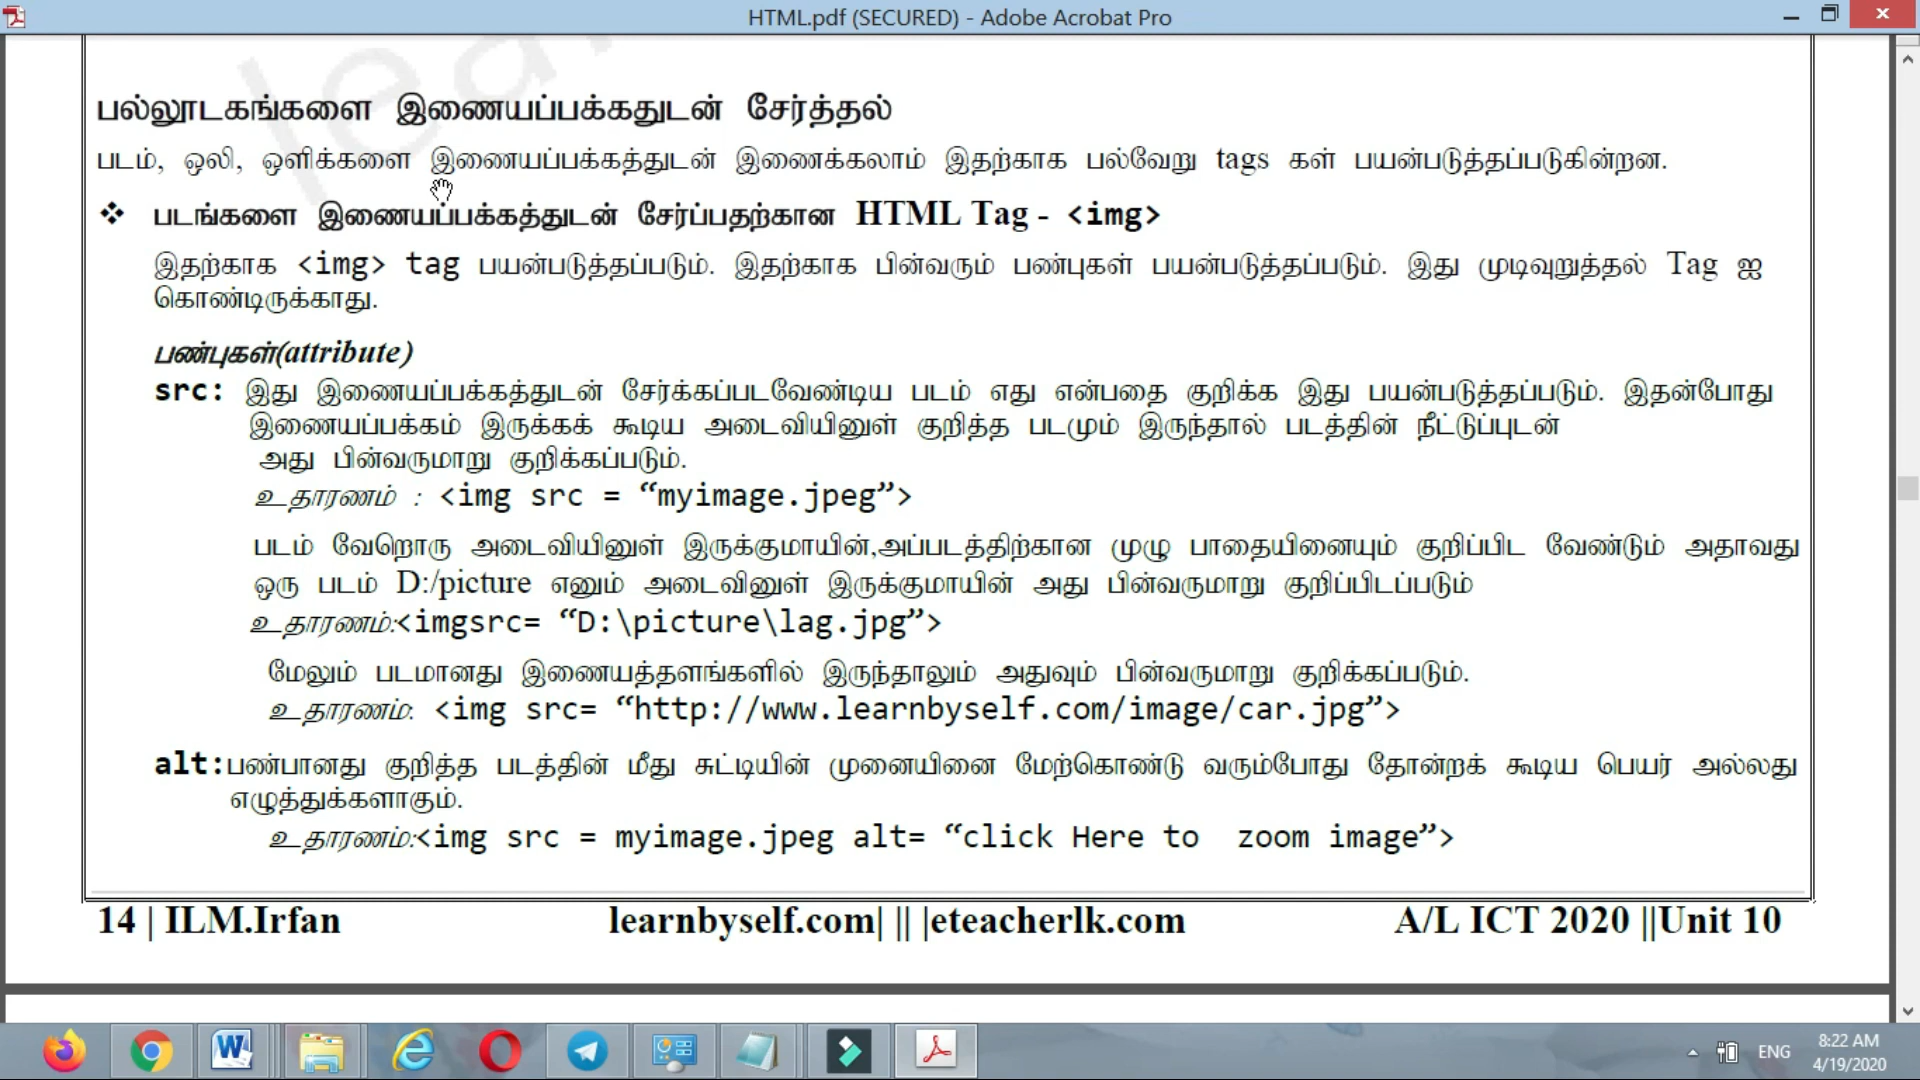 HTML.pdf (SECURED) - Adobe Acrobat Pro
பல்லூடகங்களை இணையப்பக்கதுடன் சேர்த்தல்
படம், ஒலி, ஒளிக்களை இணையப்பக்கத்துடன் இணைக்கலாம் இதற்காக பல்வேறு tags கள் பயன்படுத்தப்படுகின்றன.
❖ படங்களை இணையப்பக்கத்துடன் சேர்ப்பதற்கான HTML Tag - <img>
இதற்காக <img> tag பயன்படுத்தப்படும். இதற்காக பின்வரும் பண்புகள் பயன்படுத்தப்படும். இது முடிவுறுத்தல் Tag ஐ
கொண்டிருக்காது.
பண்புகள்(attribute)
src: இது இணையப்பக்கத்துடன் சேர்க்கப்படவேண்டிய படம் எது என்பதை குறிக்க இது பயன்படுத்தப்படும். இதன்போது
இணையப்பக்கம் இருக்கக் கூடிய அடைவியினுள் குறித்த படமும் இருந்தால் படத்தின் நீட்டுப்புடன்
அது பின்வருமாறு குறிக்கப்படும்.
உதாரணம் : <img src = “myimage.jpeg”>
படம் வேறொரு அடைவியினுள் இருக்குமாயின்,அப்படத்திற்கான முழு பாதையினையும் குறிப்பிட வேண்டும் அதாவது
ஒரு படம் D:/picture எனும் அடைவினுள் இருக்குமாயின் அது பின்வருமாறு குறிப்பிடப்படும்
உதாரணம்:<imgsrc= “D:\picture\lag.jpg”>
மேலும் படமானது இணையத்தளங்களில் இருந்தாலும் அதுவும் பின்வருமாறு குறிக்கப்படும்.
உதாரணம்: <img src= “http://www.learnbyself.com/image/car.jpg”>
alt:பண்பானது குறித்த படத்தின் மீது சுட்டியின் முனையினை மேற்கொண்டு வரும்போது தோன்றக் கூடிய பெயர் அல்லது
எழுத்துக்களாகும்.
உதாரணம்:<img src = myimage.jpeg alt= “click Here to zoom image”>
14 | ILM.Irfan learnbyself.com| || |eteacherlk.com A/L ICT 2020 ||Unit 10
ENG
8:22 AM
4/19/2020